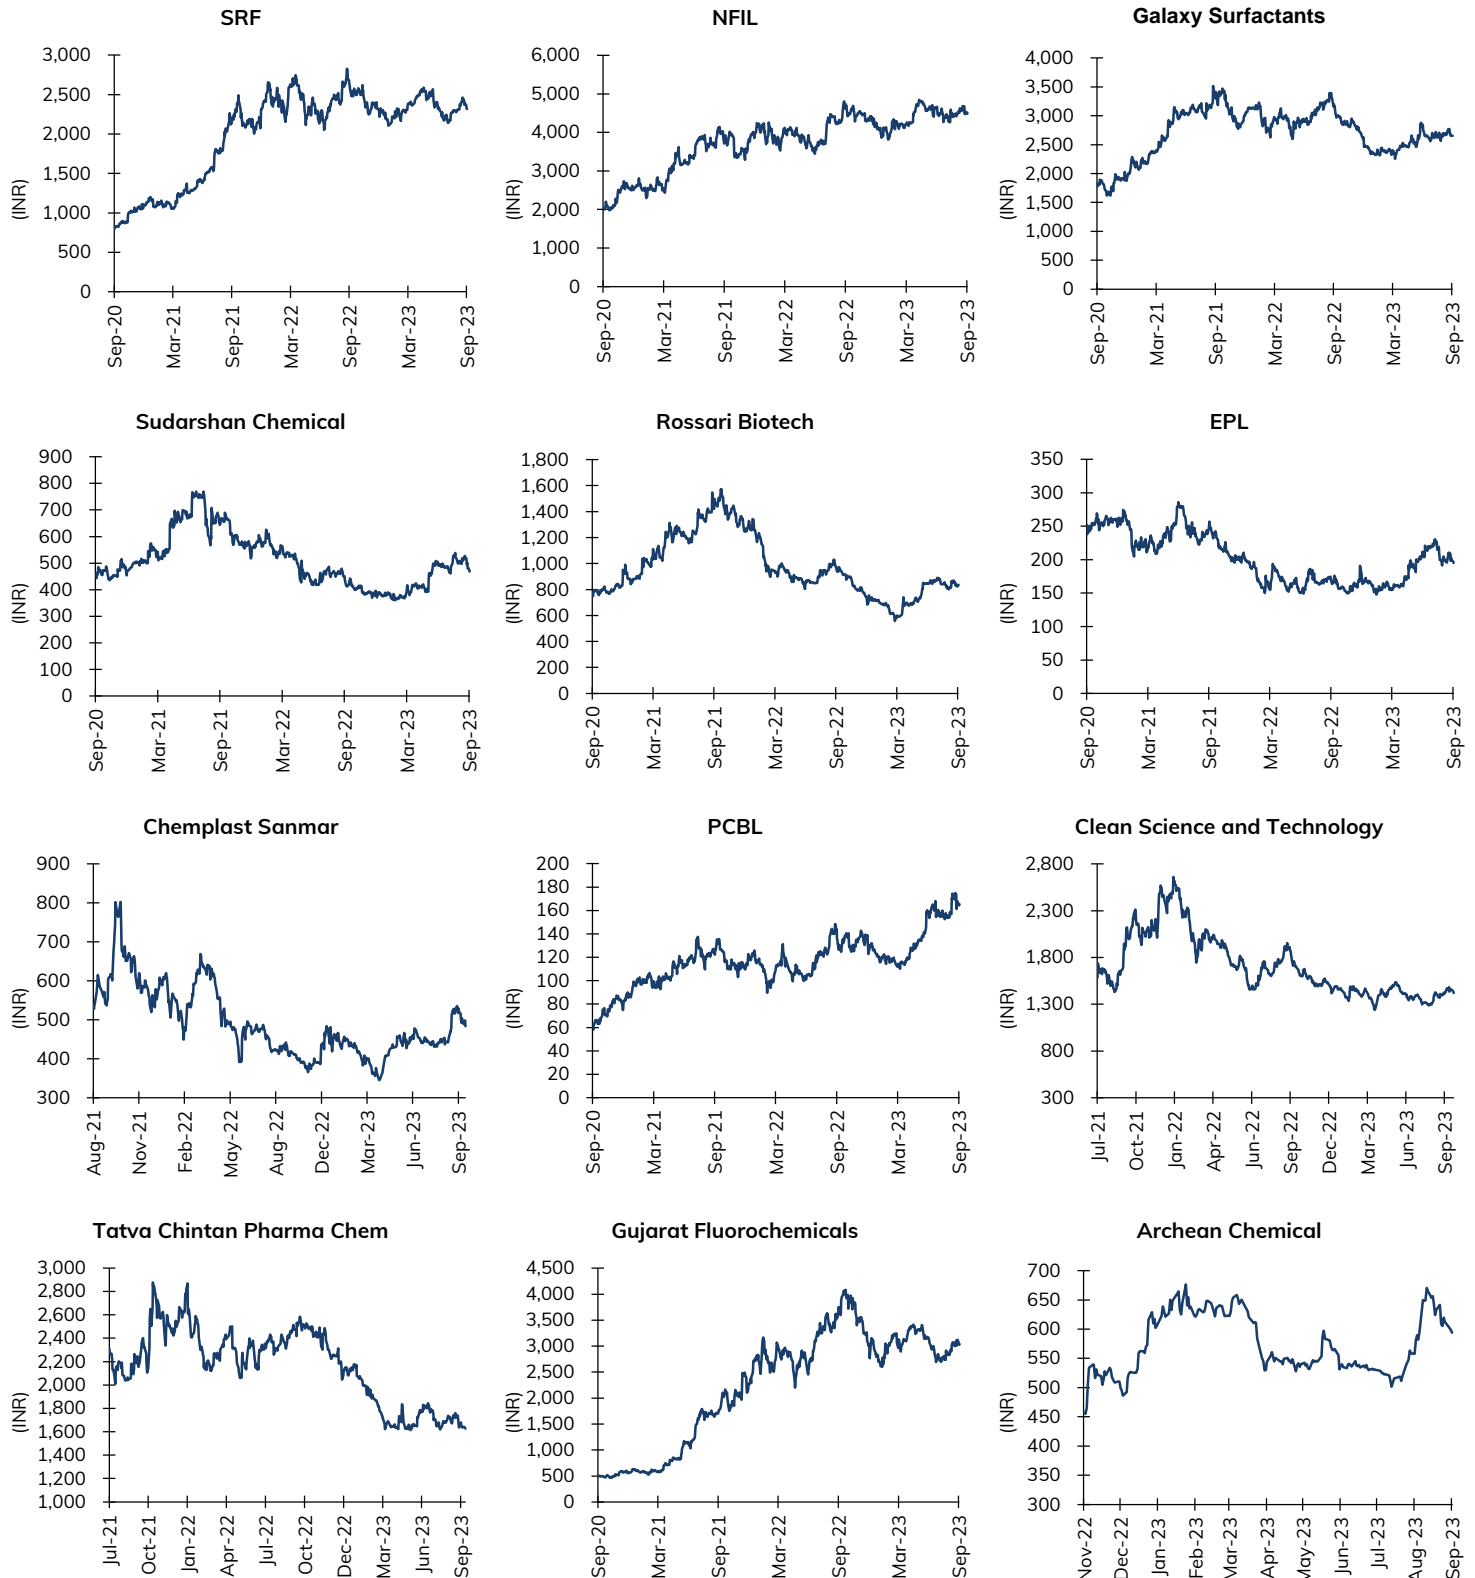 SRF
3,000
2,500
2,000
1,500
1,000
500
0
(INR)
Sep-20
Mar-21
Sep-21
Mar-22
Sep-22
Mar-23
Sep-23
NFIL
6,000
5,000
4,000
3,000
2,000
1,000
0
(INR)
Sep-20
Mar-21
Sep-21
Mar-22
Sep-22
Mar-23
Sep-23
Galaxy Surfactants
4,000
3,500
3,000
2,500
2,000
1,500
1,000
500
0
(INR)
Sep-20
Mar-21
Sep-21
Mar-22
Sep-22
Mar-23
Sep-23
Sudarshan Chemical
900
800
700
600
500
400
300
200
100
0
(INR)
Sep-20
Mar-21
Sep-21
Mar-22
Sep-22
Mar-23
Sep-23
Rossari Biotech
1,800
1,600
1,400
1,200
1,000
800
600
400
200
0
(INR)
Sep-20
Mar-21
Sep-21
Mar-22
Sep-22
Mar-23
Sep-23
EPL
350
300
250
200
150
100
50
0
(INR)
Sep-20
Mar-21
Sep-21
Mar-22
Sep-22
Mar-23
Sep-23
Chemplast Sanmar
900
800
700
600
500
400
300
(INR)
Aug-21
Nov-21
Feb-22
May-22
Aug-22
Dec-22
Mar-23
Jun-23
Sep-23
PCBL
200
180
160
140
120
100
80
60
40
20
0
(INR)
Sep-20
Mar-21
Sep-21
Mar-22
Sep-22
Mar-23
Sep-23
Clean Science and Technology
2,800
2,300
1,800
1,300
800
300
(INR)
Jul-21
Oct-21
Jan-22
Apr-22
Jun-22
Sep-22
Dec-22
Mar-23
Jun-23
Sep-23
Tatva Chintan Pharma Chem
3,000
2,800
2,600
2,400
2,200
2,000
1,800
1,600
1,400
1,200
1,000
(INR)
Jul-21
Oct-21
Jan-22
Apr-22
Jul-22
Oct-22
Dec-22
Mar-23
Jun-23
Sep-23
Gujarat Fluorochemicals
4,500
4,000
3,500
3,000
2,500
2,000
1,500
1,000
500
0
(INR)
Sep-20
Mar-21
Sep-21
Mar-22
Sep-22
Mar-23
Sep-23
Archean Chemical
700
650
600
550
500
450
400
350
300
(INR)
Nov-22
Dec-22
Jan-23
Feb-23
Mar-23
Apr-23
May-23
Jun-23
Jul-23
Aug-23
Sep-23